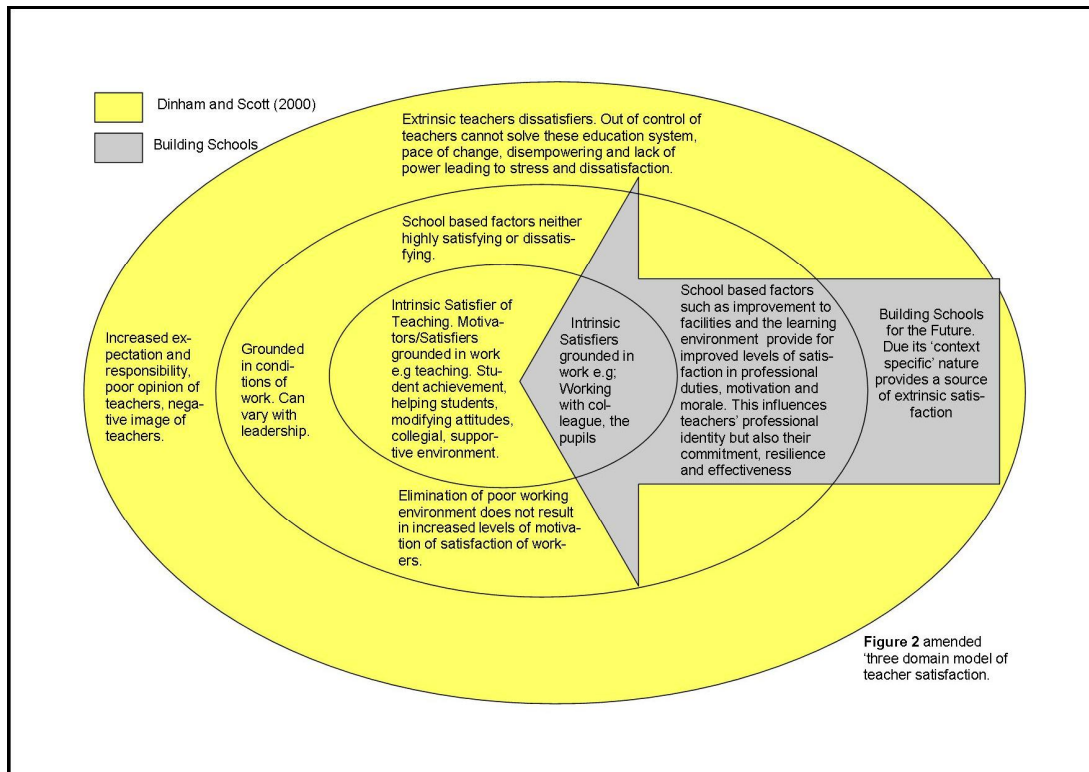 Dinham and Scott (2000)
Building Schools
Extrinsic teachers dissatisfiers. Out of control of
teachers cannot solve these education system,
pace of change, disempowering and lack of
power leading to stress and dissatisfaction.
School based factors neither
highly satisfying or dissatis-
fying.
Increased ex-
pectation and
responsibility,
poor opinion of
teachers, nega-
tive image of
teachers.
Grounded
in condi-
tions of
work. Can
vary with
leadership.
Intrinsic Satisfier of
Teaching. Motiva-
tors/Satisfiers
grounded in work
e.g teaching. Stu-
dent achievement,
helping students,
modifying attitudes,
collegial, suppor-
tive environment.
Intrinsic
Satisfiers
grounded in
work e.g;
Working
with col-
league, the
pupils
School based factors
such as improvement to
facilities and the learning
environment provide for
improved levels of satis-
faction in professional
duties, motivation and
morale. This influences
teachers’ professional
identity but also their
commitment, resilience
and effectiveness
Building Schools
for the Future.
Due its ‘context
specific’ nature
provides a source
of extrinsic satis-
faction
Elimination of poor working
environment does not result
in increased levels of motiva-
tion of satisfaction of work-
ers.
Figure 2 amended
‘three domain model of
teacher satisfaction.